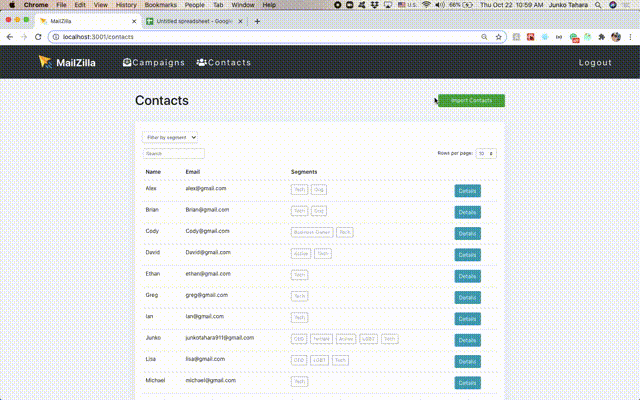 Chrome File Edit View History Bookmarks People Tab Window Help U.S. 66% Thu Oct 22 10:59 AM Junko Tahara
MailZilla Untitled spreadsheet - Google
localhost:3001/contacts
MailZilla Campaigns Contacts Logout
Contacts Import Contacts
Filter by segment
Search Rows per page: 10
Name Email Segments
Alex alex@gmail.com Tech Dog Details
Brian Brian@gmail.com Tech Dog Details
Cody Cody@gmail.com Business Owner Tech Details
David David@gmail.com Tech Details
Ethan ethan@gmail.com Tech Details
Greg greg@gmail.com Tech Details
Ian ian@gmail.com Tech Details
Junko junkotahara911@gmail.com CEO LGBT Tech Details
Lisa lisa@gmail.com CEO LGBT Tech Details
Michael michael@gmail.com Tech Details